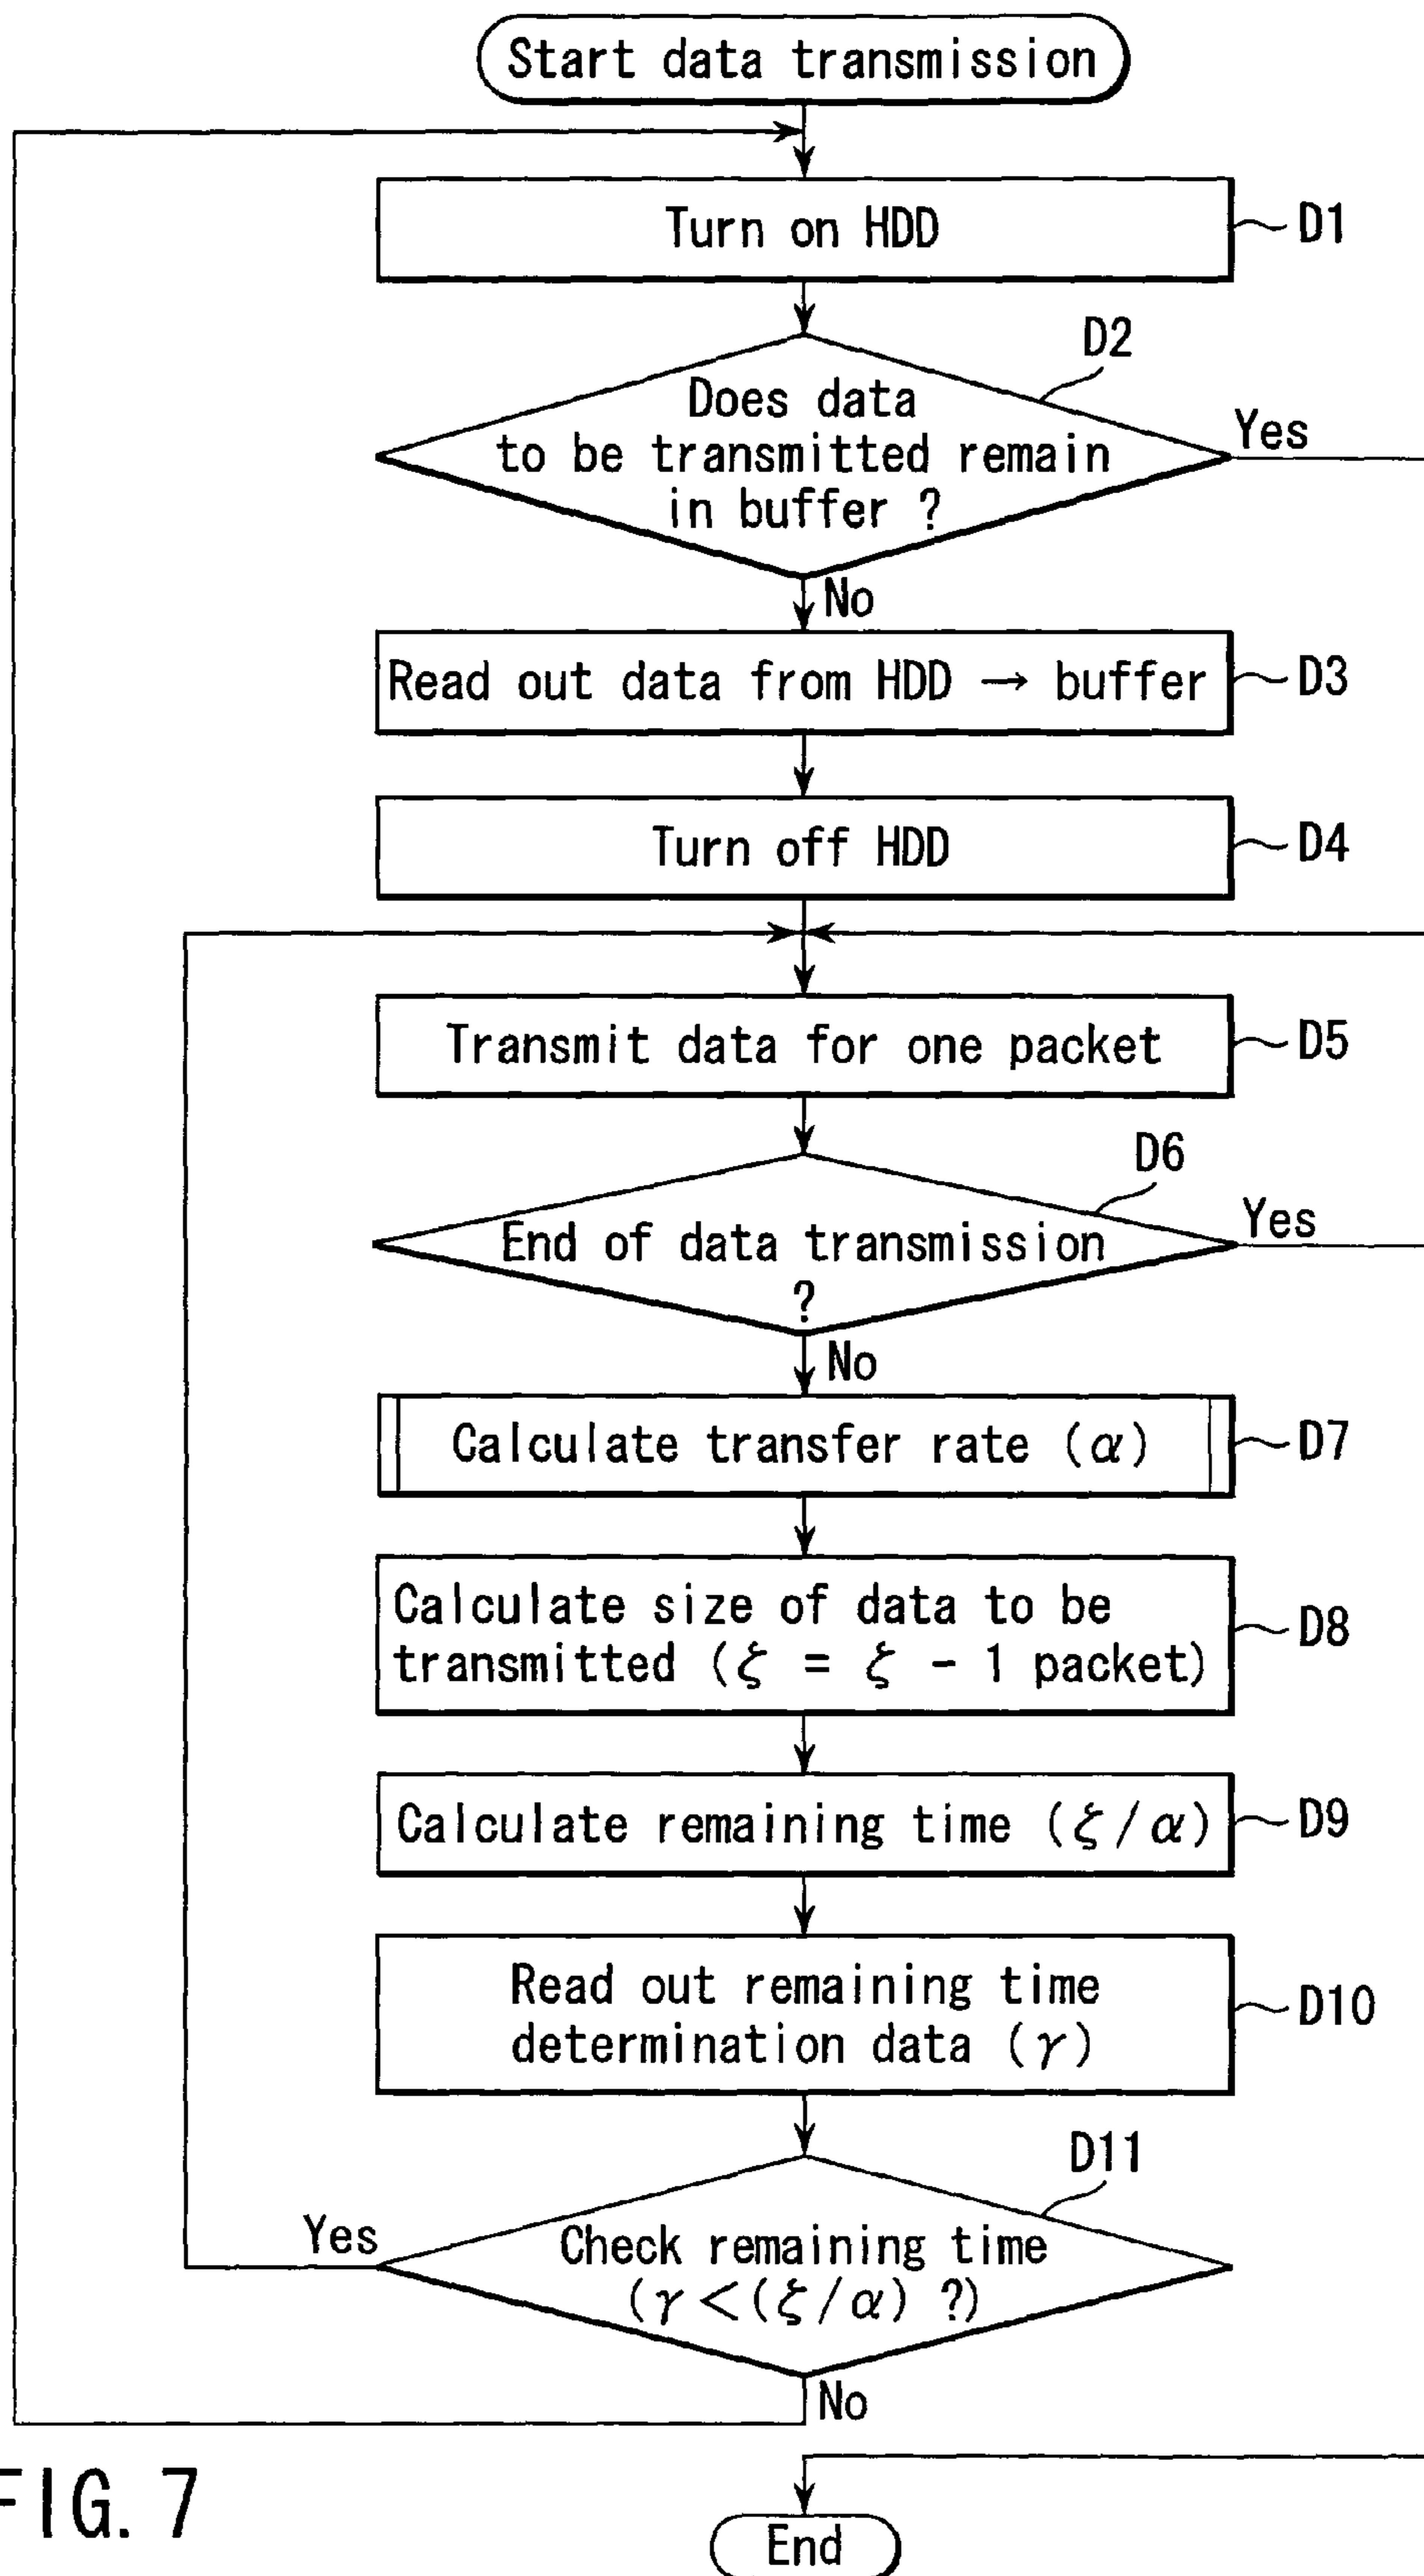 Start data transmission
Turn on HDD
D1
D2
Does data
to be transmitted remain
in buffer ?
Yes
No
Read out data from HDD → buffer
D3
Turn off HDD
D4
Transmit data for one packet
D5
D6
End of data transmission
?
Yes
No
Calculate transfer rate (α)
D7
Calculate size of data to be
transmitted (ζ = ζ - 1 packet)
D8
Calculate remaining time (ζ/α)
D9
Read out remaining time
determination data (γ)
D10
D11
Check remaining time
(γ<(ζ/α) ?)
Yes
No
FIG. 7
End